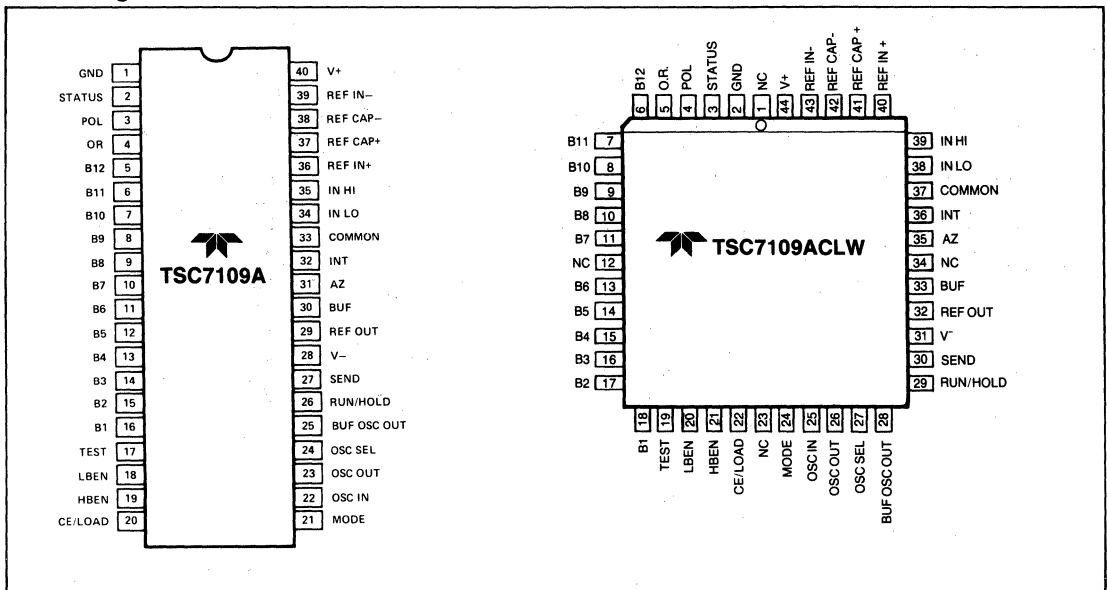 GND 1
STATUS 2
POL 3
OR 4
B12 5
B11 6
B10 7
B9 8
B8 9
B7 10
B6 11
B5 12
B4 13
B3 14
B2 15
B1 16
TEST 17
LBEN 18
HBEN 19
CE/LOAD 20
TSC7109A
40 V+
39 REF IN–
38 REF CAP–
37 REF CAP+
36 REF IN+
35 IN HI
34 IN LO
33 COMMON
32 INT
31 AZ
30 BUF
29 REF OUT
28 V–
27 SEND
26 RUN/HOLD
25 BUF OSC OUT
24 OSC SEL
23 OSC OUT
22 OSC IN
21 MODE
6 B12
5 O.R.
4 POL
3 STATUS
2 GND
1 NC
44 V+
43 REF IN-
42 REF CAP-
41 REF CAP +
40 REF IN +
B11 7
B10 8
B9 9
B8 10
B7 11
NC 12
B6 13
B5 14
B4 15
B3 16
B2 17
TSC7109ACLW
39 IN HI
38 IN LO
37 COMMON
36 INT
35 AZ
34 NC
33 BUF
32 REF OUT
31 V-
30 SEND
29 RUN/HOLD
B1 18
TEST 19
LBEN 20
HBEN 21
CE/LOAD 22
NC 23
MODE 24
OSC IN 25
OSC OUT 26
OSC SEL 27
BUF OSC OUT 28